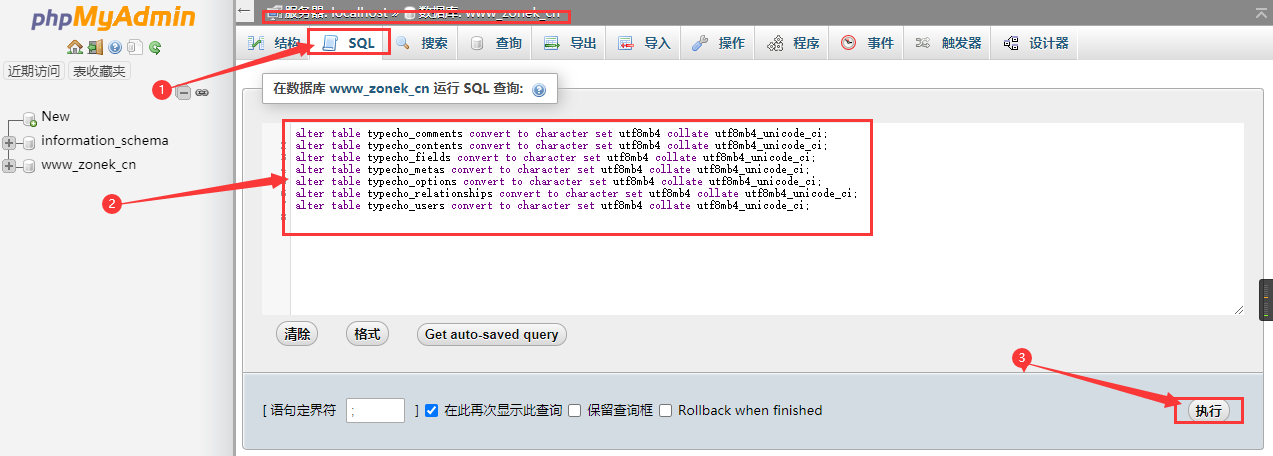 phpMyAdmin
近期访问 表收藏夹
New
information_schema
www_zonek_cn
服务器: localhost » 数据库: www_zonek_cn
结构 SQL 搜索 查询 导出 导入 操作 程序 事件 触发器 设计器
1
在数据库 www_zonek_cn 运行 SQL 查询:
alter table typecho_comments convert to character set utf8mb4 collate utf8mb4_unicode_ci;
alter table typecho_contents convert to character set utf8mb4 collate utf8mb4_unicode_ci;
alter table typecho_fields convert to character set utf8mb4 collate utf8mb4_unicode_ci;
alter table typecho_metas convert to character set utf8mb4 collate utf8mb4_unicode_ci;
alter table typecho_options convert to character set utf8mb4 collate utf8mb4_unicode_ci;
alter table typecho_relationships convert to character set utf8mb4 collate utf8mb4_unicode_ci;
alter table typecho_users convert to character set utf8mb4 collate utf8mb4_unicode_ci;
2
清除 格式 Get auto-saved query
3
[ 语句定界符 ; ] 在此再次显示此查询 保留查询框 Rollback when finished 执行